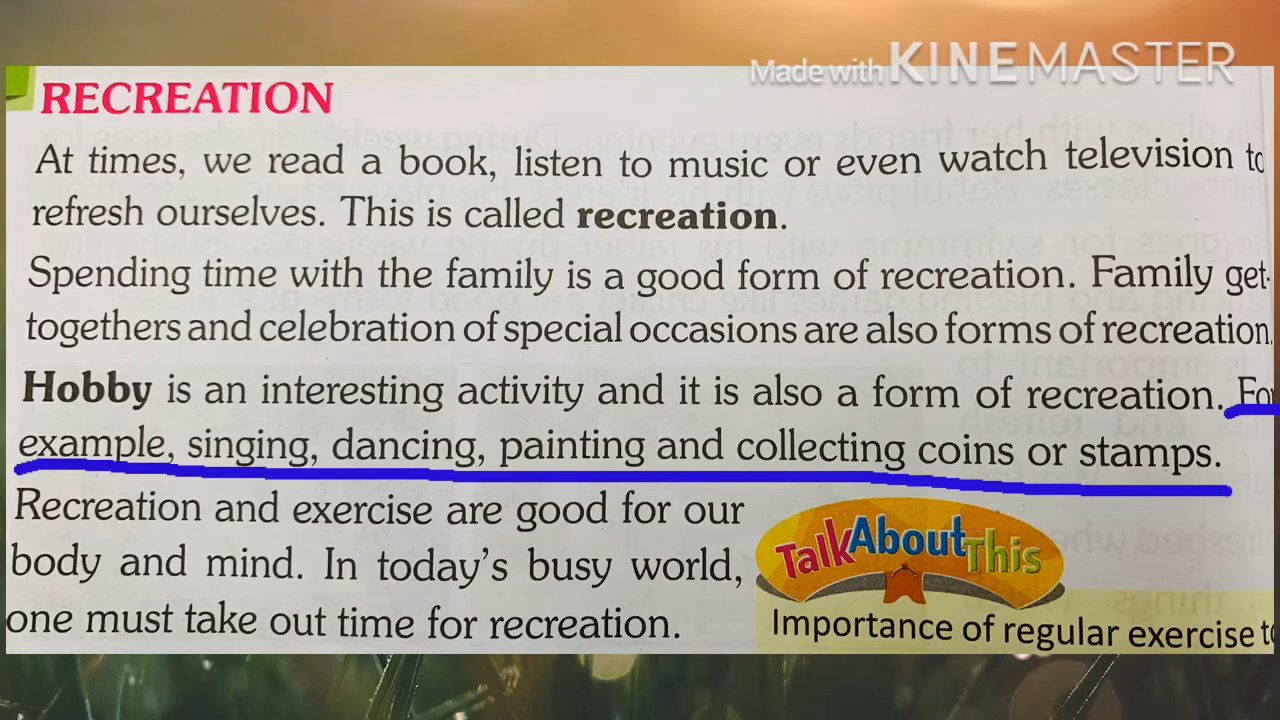 Made with KINEMASTER
RECREATION
At times, we read a book, listen to music or even watch television to
refresh ourselves. This is called recreation.
Spending time with the family is a good form of recreation. Family get-
togethers and celebration of special occasions are also forms of recreation.
Hobby is an interesting activity and it is also a form of recreation. For
example, singing, dancing, painting and collecting coins or stamps.
Recreation and exercise are good for our
body and mind. In today's busy world,
one must take out time for recreation.
Talk About This
Importance of regular exercise